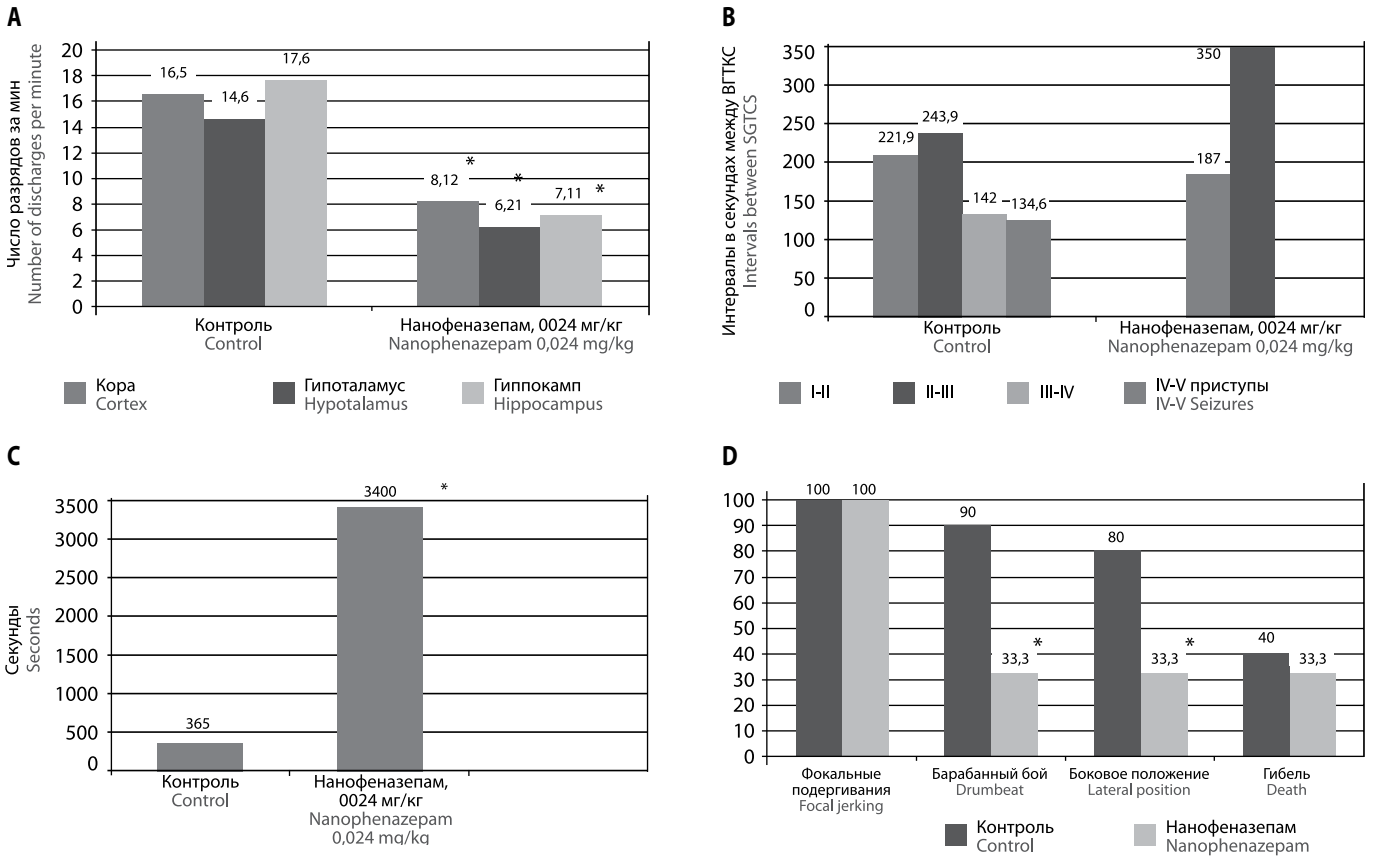 A
Число разрядов за мин
Number of discharges per minute
20
18
16
14
12
10
8
6
4
2
0
16,5
14,6
17,6
8,12
*
6,21
*
7,11
*
Контроль
Control
Нанофеназепам, 0024 мг/кг
Nanophenazepam 0,024 mg/kg
Кора
Cortex
Гипоталамус
Hypotalamus
Гиппокамп
Hippocampus
B
Интервалы в секундах между ВГТКС
Intervals between SGTCS
350
300
250
200
150
100
50
0
221,9
243,9
142
134,6
187
350
Контроль
Control
Нанофеназепам, 0024 мг/кг
Nanophenazepam 0,024 mg/kg
I-II
II-III
III-IV
IV-V приступы
IV-V Seizures
C
Секунды
Seconds
3500
3000
2500
2000
1500
1000
500
0
365
3400
*
Контроль
Control
Нанофеназепам,
0024 мг/кг
Nanophenazepam
0,024 mg/kg
D
100
90
80
70
60
50
40
30
20
10
0
100
100
90
33,3
*
80
33,3
*
40
33,3
Фокальные
подергивания
Focal jerking
Барабанный бой
Drumbeat
Боковое положение
Lateral position
Гибель
Death
Контроль
Control
Нанофеназепам
Nanophenazepam